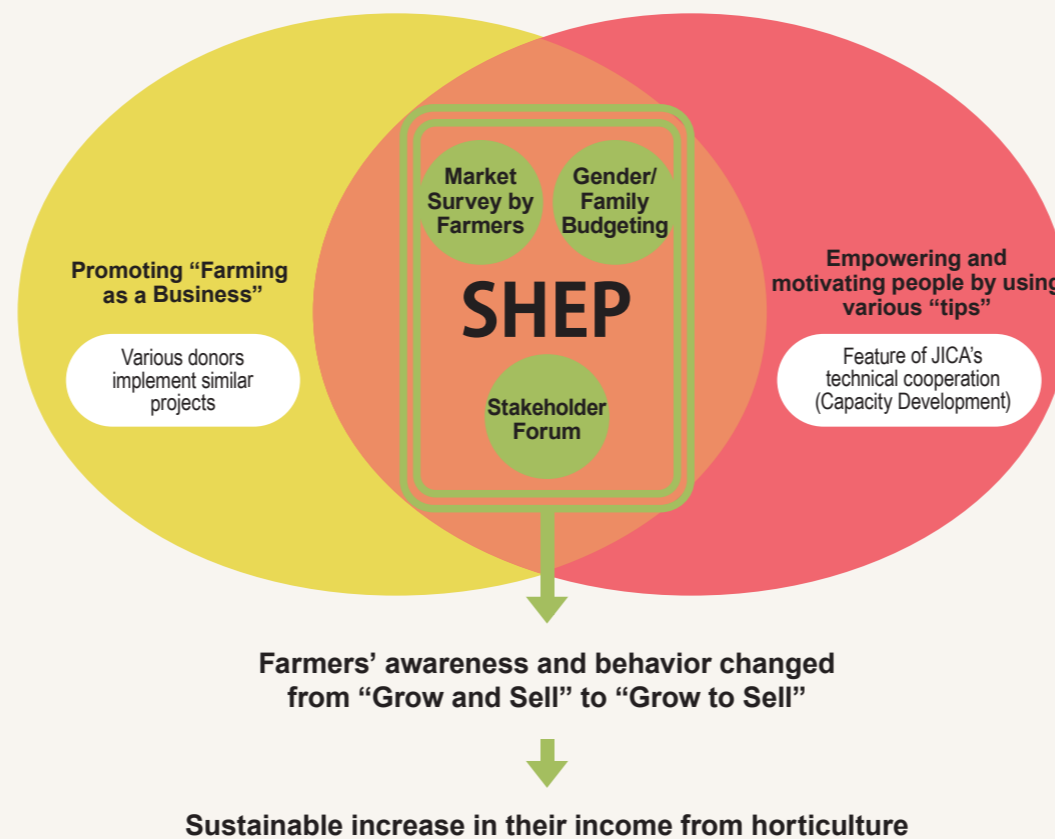 Market
Survey by
Farmers
Gender/
Family
Budgeting
SHEP
Stakeholder
Forum
Promoting “Farming
as a Business”
Various donors
implement similar
projects
Empowering and
motivating people by using
various “tips”
Feature of JICA’s
technical cooperation
(Capacity Development)
Farmers’ awareness and behavior changed
from “Grow and Sell” to “Grow to Sell”
Sustainable increase in their income from horticulture